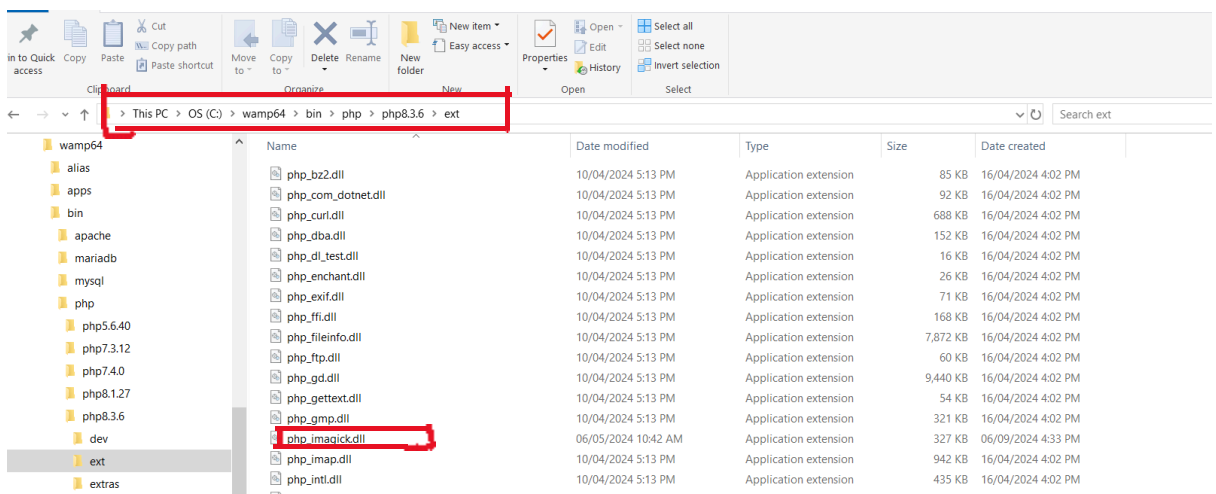 Cut
New item
Open
Select all
in to Quick access
Copy
Paste
Copy path
Paste shortcut
Move to
Copy to
Delete
Rename
New folder
Easy access
Properties
Edit
History
Select none
Invert selection
Clipboard
Organize
New
Open
Select
This PC > OS (C:) > wamp64 > bin > php > php8.3.6 > ext
Search ext
wamp64
alias
apps
bin
apache
mariadb
mysql
php
php5.6.40
php7.3.12
php7.4.0
php8.1.27
php8.3.6
dev
ext
extras
Name Date modified Type Size Date created
php_bz2.dll 10/04/2024 5:13 PM Application extension 85 KB 16/04/2024 4:02 PM
php_com_dotnet.dll 10/04/2024 5:13 PM Application extension 92 KB 16/04/2024 4:02 PM
php_curl.dll 10/04/2024 5:13 PM Application extension 688 KB 16/04/2024 4:02 PM
php_dba.dll 10/04/2024 5:13 PM Application extension 152 KB 16/04/2024 4:02 PM
php_dl_test.dll 10/04/2024 5:13 PM Application extension 16 KB 16/04/2024 4:02 PM
php_enchant.dll 10/04/2024 5:13 PM Application extension 26 KB 16/04/2024 4:02 PM
php_exif.dll 10/04/2024 5:13 PM Application extension 71 KB 16/04/2024 4:02 PM
php_ffi.dll 10/04/2024 5:13 PM Application extension 168 KB 16/04/2024 4:02 PM
php_fileinfo.dll 10/04/2024 5:13 PM Application extension 7,872 KB 16/04/2024 4:02 PM
php_ftp.dll 10/04/2024 5:13 PM Application extension 60 KB 16/04/2024 4:02 PM
php_gd.dll 10/04/2024 5:13 PM Application extension 9,440 KB 16/04/2024 4:02 PM
php_gettext.dll 10/04/2024 5:13 PM Application extension 54 KB 16/04/2024 4:02 PM
php_gmp.dll 10/04/2024 5:13 PM Application extension 321 KB 16/04/2024 4:02 PM
php_imagick.dll 06/05/2024 10:42 AM Application extension 327 KB 06/09/2024 4:33 PM
php_imap.dll 10/04/2024 5:13 PM Application extension 942 KB 16/04/2024 4:02 PM
php_intl.dll 10/04/2024 5:13 PM Application extension 435 KB 16/04/2024 4:02 PM